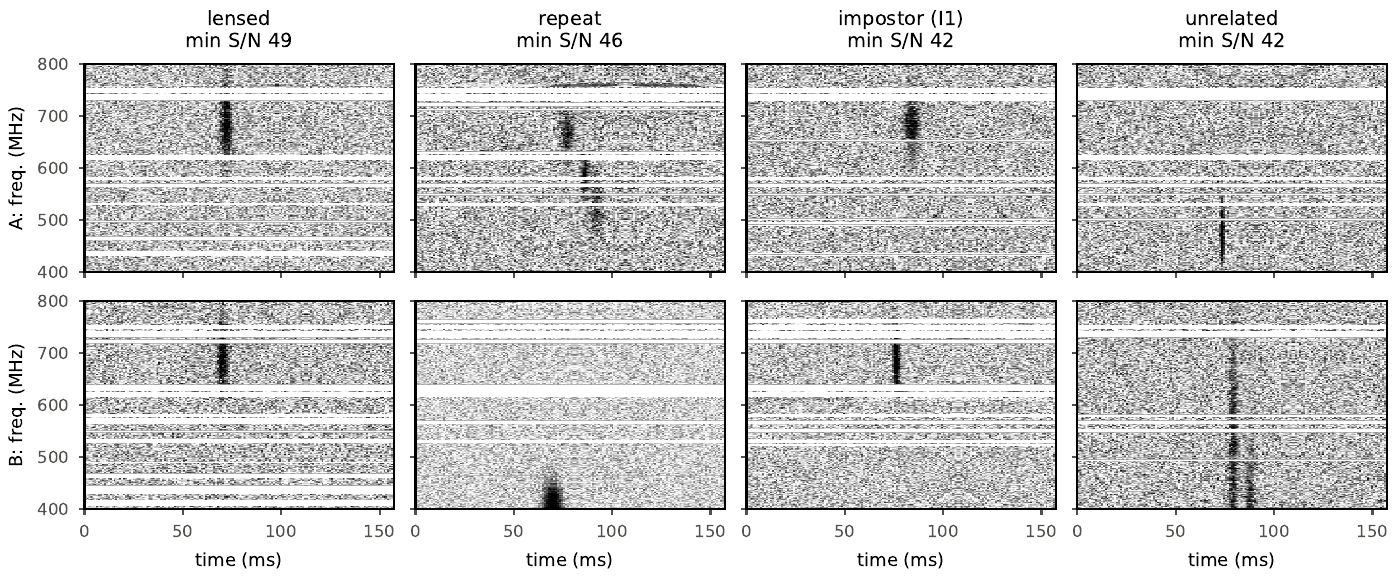 lensed
min S/N 49
repeat
min S/N 46
impostor (I1)
min S/N 42
unrelated
min S/N 42
A: freq. (MHz)
800
700
600
500
400
B: freq. (MHz)
800
700
600
500
400
0 50 100 150
0 50 100 150
0 50 100 150
0 50 100 150
time (ms)
time (ms)
time (ms)
time (ms)